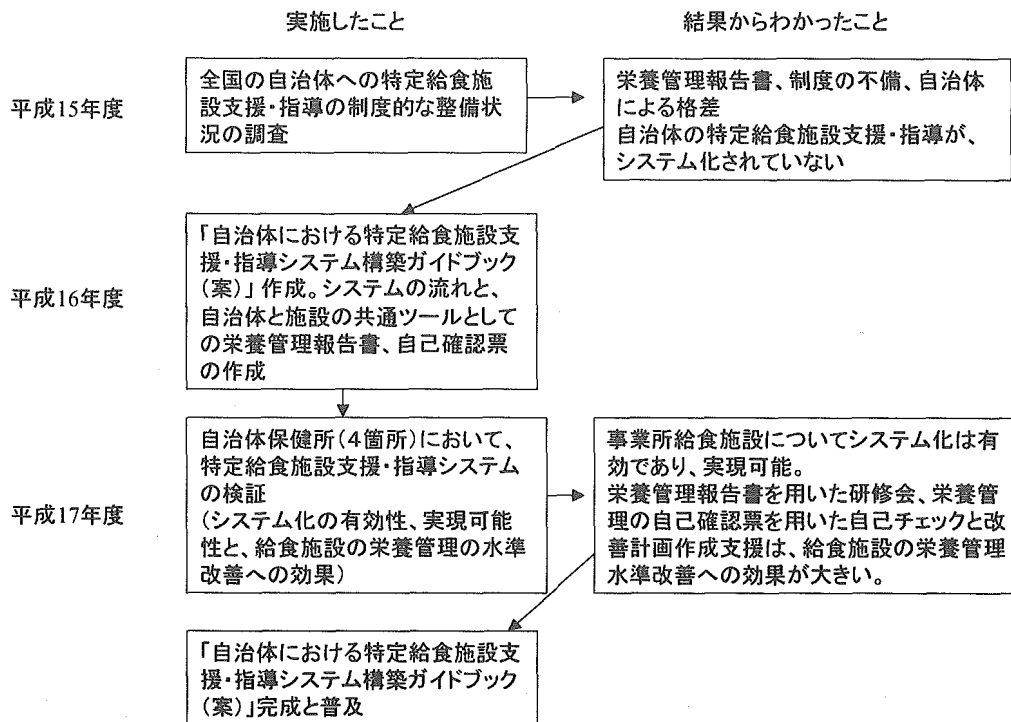 実施したこと
結果からわかったこと
平成15年度
全国の自治体への特定給食施
設支援・指導の制度的な整備状
況の調査
栄養管理報告書、制度の不備、自治体
による格差
自治体の特定給食施設支援・指導が、
システム化されていない
平成16年度
「自治体における特定給食施設支
援・指導システム構築ガイドブック
(案)」作成。システムの流れと、
自治体と施設の共通ツールとして
の栄養管理報告書、自己確認票
の作成
平成17年度
自治体保健所(4箇所)において、
特定給食施設支援・指導システム
の検証
(システム化の有効性、実現可能
性と、給食施設の栄養管理の水準
改善への効果)
事業所給食施設についてシステム化は有
効であり、実現可能。
栄養管理報告書を用いた研修会、栄養管
理の自己確認票を用いた自己チェックと改
善計画作成支援は、給食施設の栄養管理
水準改善への効果が大きい。
「自治体における特定給食施設支
援・指導システム構築ガイドブック
(案)」完成と普及